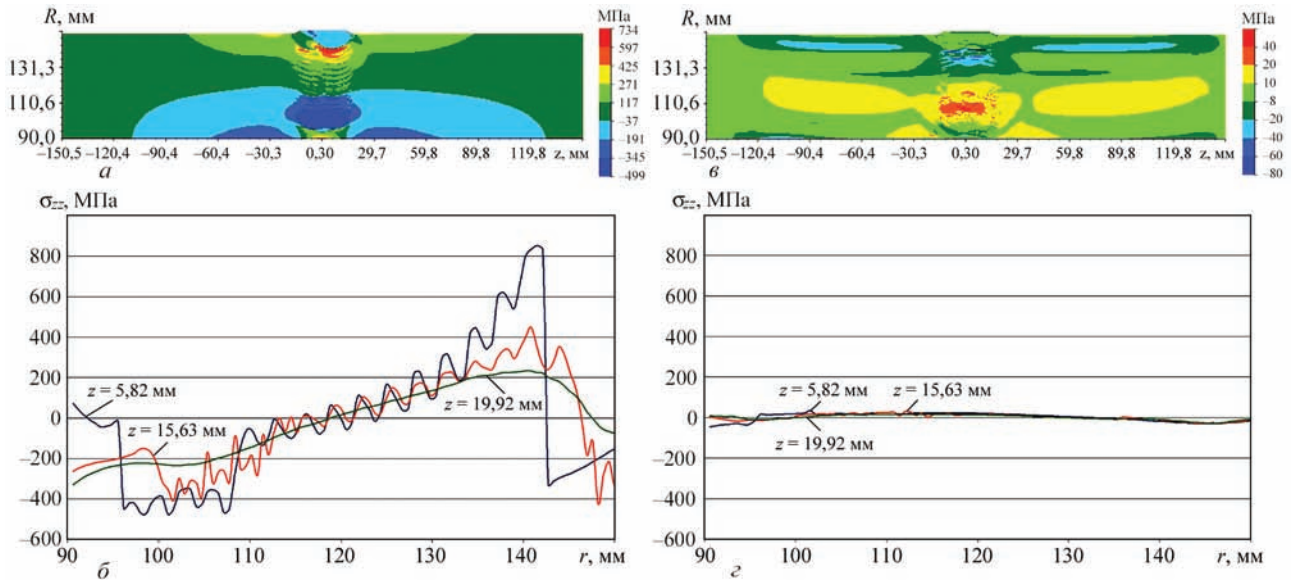 R, мм
131,3
110,6
90,0
–150,5 –120,4 –90,4 –60,4 –30,3 0,30 29,7 59,8 89,8 119,8 z, мм
а
МПа
734
597
425
271
117
–37
–191
–345
–499
R, мм
131,3
110,6
90,0
–150,5 –120,4 –90,4 –60,4 –30,3 0,30 29,7 59,8 89,8 119,8 z, мм
в
МПа
40
20
10
–8
–20
–40
–60
–80
σzz, МПа
800
600
400
200
0
–200
–400
–600
z = 5,82 мм
z = 15,63 мм
z = 19,92 мм
90 100 110 120 130 140 r, мм
б
σzz, МПа
800
600
400
200
0
–200
–400
–600
z = 5,82 мм
z = 15,63 мм
z = 19,92 мм
90 100 110 120 130 140 r, мм
г